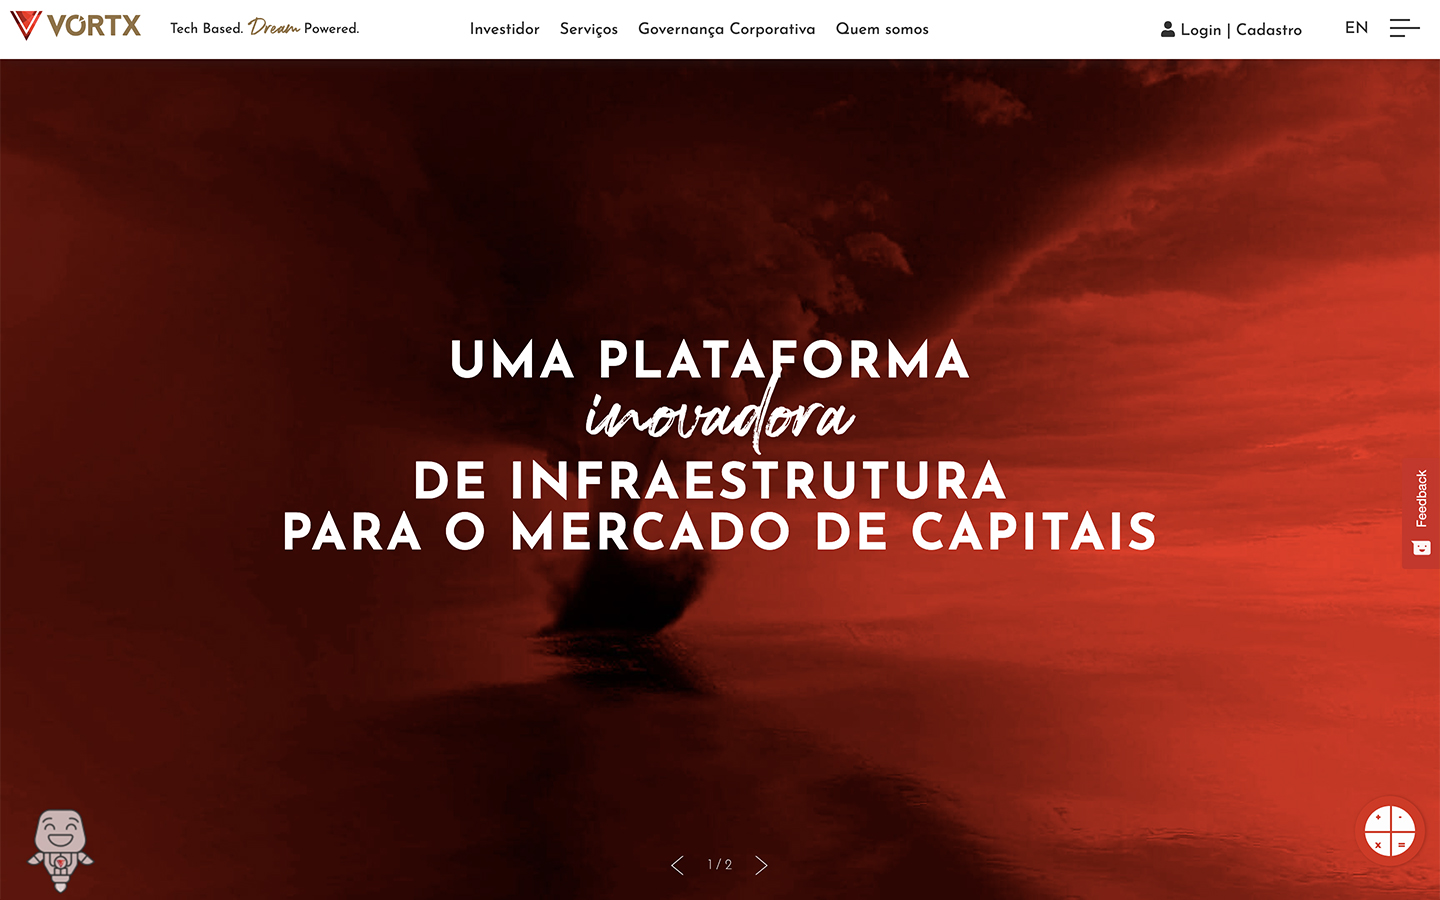 VÓRTX
Tech Based. Dream Powered.
Investidor
Serviços
Governança Corporativa
Quem somos
Login | Cadastro
EN
UMA PLATAFORMA
inovadora
DE INFRAESTRUTURA
PARA O MERCADO DE CAPITAIS
Feedback
1 / 2